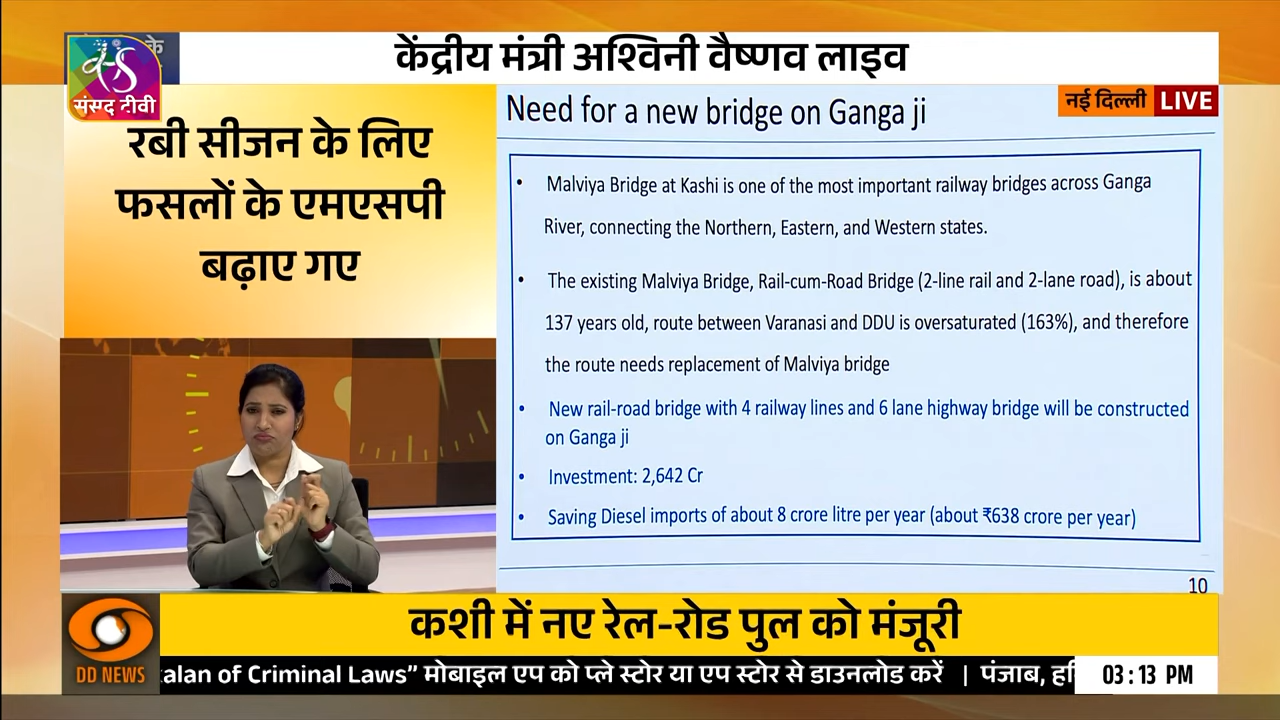 संसद टीवी
केंद्रीय मंत्री अश्विनी वैष्णव लाइव
नई दिल्ली LIVE
रबी सीजन के लिए
फसलों के एमएसपी
बढ़ाए गए
Need for a new bridge on Ganga ji
• Malviya Bridge at Kashi is one of the most important railway bridges across Ganga
River, connecting the Northern, Eastern, and Western states.
• The existing Malviya Bridge, Rail-cum-Road Bridge (2-line rail and 2-lane road), is about
137 years old, route between Varanasi and DDU is oversaturated (163%), and therefore
the route needs replacement of Malviya bridge
• New rail-road bridge with 4 railway lines and 6 lane highway bridge will be constructed
on Ganga ji
• Investment: 2,642 Cr
• Saving Diesel imports of about 8 crore litre per year (about ₹638 crore per year)
10
कशी में नए रेल-रोड पुल को मंजूरी
DD NEWS
of Criminal Laws” मोबाइल एप को प्ले स्टोर या एप स्टोर से डाउनलोड करें | पंजाब,
03:13 PM